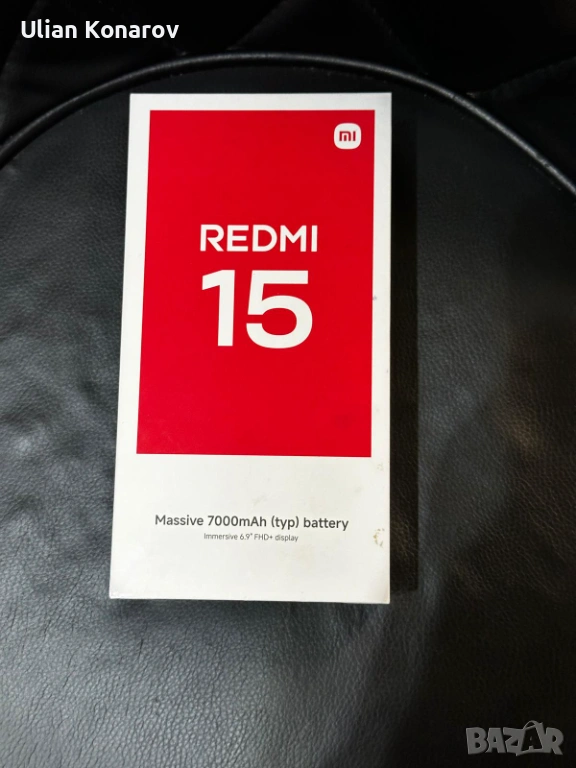 Ulian Konarov
mi
REDMI
15
Massive 7000mAh (typ) battery
Immersive 6.9" FHD+ display
BAZAR